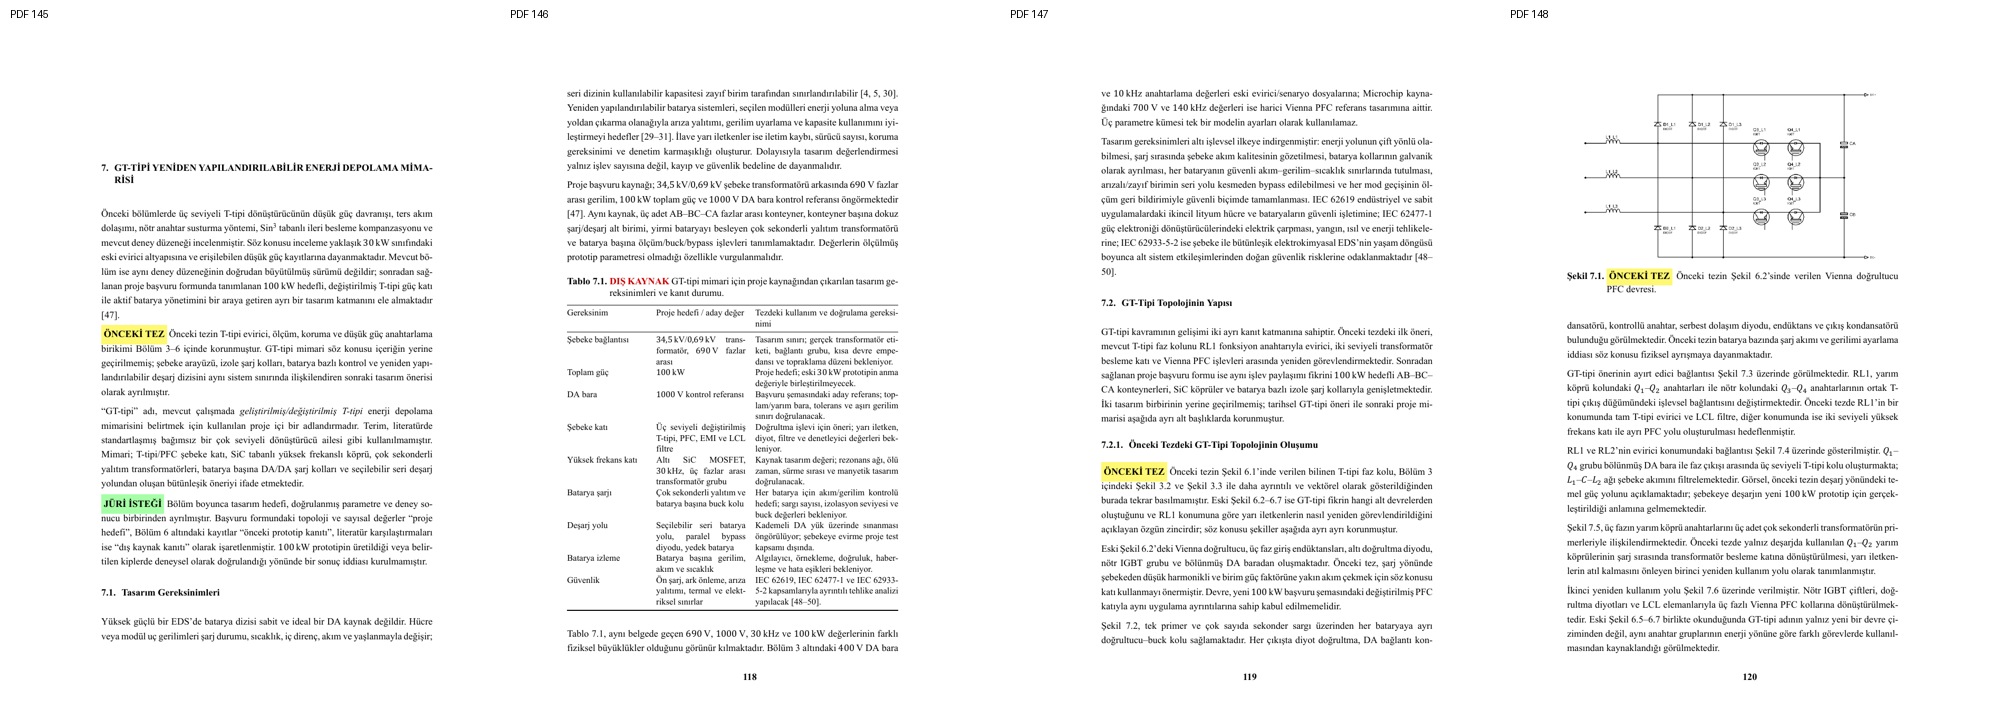 PDF 145
7. GT-TİPİ YENİDEN YAPILANDIRILABİLİR ENERJİ DEPOLAMA MİMA-
RİSİ
Önceki bölümlerde üç seviyeli T-tipi dönüştürücünün düşük güç davranışı, ters akım
dolaşımı, nötr anahtar susturma yöntemi, Sin³ tabanlı ileri besleme kompanzasyonu ve
mevcut deney düzeneği incelenmiştir. Söz konusu inceleme yaklaşık 30 kW sınıfındaki
eski evirici altyapısına ve erişilebilen düşük güç kayıtlarına dayanmaktadır. Mevcut bö-
lüm ise aynı deney düzeneğinin doğrudan büyütülmüş sürümü değildir; sonradan sağ-
lanan proje başvuru formunda tanımlanan 100 kW hedefli, değiştirilmiş T-tipi güç katı
ile aktif batarya yönetimini bir araya getiren ayrı bir tasarım katmanını ele almaktadır
[47].
ÖNCEKİ TEZ Önceki tezin T-tipi evirici, ölçüm, koruma ve düşük güç anahtarlama
birikimi Bölüm 3–6 içinde korunmuştur. GT-tipi mimari söz konusu içeriğin yerine
geçirilmemiş; şebeke arayüzü, izole şarj kolları, batarya bazlı kontrol ve yeniden yapı-
landırılabilir deşarj dizisini aynı sistem sınırında ilişkilendiren sonraki tasarım önerisi
olarak ayrılmıştır.
“GT-tipi” adı, mevcut çalışmada geliştirilmiş/değiştirilmiş T-tipi enerji depolama
mimarisini belirtmek için kullanılan proje içi bir adlandırmadır. Terim, literatürde
standartlaşmış bağımsız bir çok seviyeli dönüştürücü ailesi gibi kullanılmamıştır.
Mimari; T-tipi/PFC şebeke katı, SiC tabanlı yüksek frekanslı köprü, çok sekonderli
yalıtım transformatörleri, batarya başına DA/DA şarj kolları ve seçilebilir seri deşarj
yolundan oluşan bütünleşik öneriyi ifade etmektedir.
JÜRİ İSTEĞİ Bölüm boyunca tasarım hedefi, doğrulanmış parametre ve deney so-
nucu birbirinden ayrılmıştır. Başvuru formundaki topoloji ve sayısal değerler “proje
hedefi”, Bölüm 6 altındaki kayıtlar “önceki prototip kanıtı”, literatür karşılaştırmaları
ise “dış kaynak kanıtı” olarak işaretlenmiştir. 100 kW prototipin üretildiği veya belir-
tilen kiplerde deneysel olarak doğrulandığı yönünde bir sonuç iddiası kurulmamıştır.
7.1. Tasarım Gereksinimleri
Yüksek güçlü bir EDS’de batarya dizisi sabit ve ideal bir DA kaynak değildir. Hücre
veya modül uç gerilimleri şarj durumu, sıcaklık, iç direnç, akım ve yaşlanmayla değişir;
PDF 146
seri dizinin kullanılabilir kapasitesi zayıf birim tarafından sınırlandırılabilir [4, 5, 30].
Yeniden yapılandırılabilir batarya sistemleri, seçilen modülleri enerji yoluna alma veya
yoldan çıkarma olanağıyla arıza yalıtımı, gerilim uyarlama ve kapasite kullanımını iyi-
leştirmeyi hedefler [29–31]. İlave yarı iletkenler ise iletim kaybı, sürücü sayısı, koruma
gereksinimi ve denetim karmaşıklığı oluşturur. Dolayısıyla tasarım değerlendirmesi
yalnız işlev sayısına değil, kayıp ve güvenlik bedeline de dayanmalıdır.
Proje başvuru kaynağı; 34,5 kV/0,69 kV şebeke transformatörü arkasında 690 V fazlar
arası gerilim, 100 kW toplam güç ve 1000 V DA bara kontrol referansı öngörmektedir
[47]. Aynı kaynak, üç adet AB–BC–CA fazlar arası konteyner, konteyner başına dokuz
şarj/deşarj alt birimi, yirmi bataryayı besleyen çok sekonderli yalıtım transformatörü
ve batarya başına ölçüm/buck/bypass işlevleri tanımlamaktadır. Değerlerin ölçülmüş
prototip parametresi olmadığı özellikle vurgulanmalıdır.
Tablo 7.1. DIŞ KAYNAK GT-tipi mimari için proje kaynağından çıkarılan tasarım ge-
reksinimleri ve kanıt durumu.
Gereksinim Proje hedefi / aday değer Tezdeki kullanım ve doğrulama gereksi-
nimi
Şebeke bağlantısı 34,5 kV/0,69 kV trans- Tasarım sınırı; gerçek transformatör eti-
formatör, 690 V fazlar keti, bağlantı grubu, kısa devre empe-
arası dansı ve topraklama düzeni bekleniyor.
Toplam güç 100 kW Proje hedefi; eski 30 kW prototipin anma
değeriyle birleştirilmeyecek.
DA bara 1000 V kontrol referansı Başvuru şemasındaki aday referans; top-
lam/yarım bara, tolerans ve aşırı gerilim
sınırı doğrulanacak.
Şebeke katı Üç seviyeli değiştirilmiş Doğrultma işlevi için öneri; yarı iletken,
T-tipi, PFC, EMI ve LCL diyot, filtre ve denetleyici değerleri bek-
filtre leniyor.
Yüksek frekans katı Altı SiC MOSFET, Kaynak tasarım değeri; rezonans ağı, ölü
30 kHz, üç fazlar arası zaman, sürme sırası ve manyetik tasarım
transformatör grubu doğrulanacak.
Batarya şarjı Çok sekonderli yalıtım ve Her batarya için akım/gerilim kontrolü
batarya başına buck kolu hedefi; sargı sayısı, izolasyon seviyesi ve
buck değerleri bekleniyor.
Deşarj yolu Seçilebilir seri batarya Kademeli DA yük üzerinde sınanması
yolu, paralel bypass öngörülüyor; şebekeye evirme proje test
diyodu, yedek batarya kapsamı dışında.
Batarya izleme Batarya başına gerilim, Algılayıcı, örnekleme, doğruluk, haber-
akım ve sıcaklık leşme ve hata eşikleri bekleniyor.
Güvenlik Ön şarj, ark önleme, arıza IEC 62619, IEC 62477-1 ve IEC 62933-
yalıtımı, termal ve elekt- 5-2 kapsamlarıyla ayrıntılı tehlike analizi
riksel sınırlar yapılacak [48–50].
Tablo 7.1, aynı belgede geçen 690 V, 1000 V, 30 kHz ve 100 kW değerlerinin farklı
fiziksel büyüklükler olduğunu görünür kılmaktadır. Bölüm 3 altındaki 400 V DA bara
118
PDF 147
ve 10 kHz anahtarlama değerleri eski evirici/senaryo dosyalarına; Microchip kayna-
ğındaki 700 V ve 140 kHz değerleri ise harici Vienna PFC referans tasarımına aittir.
Üç parametre kümesi tek bir modelin ayarları olarak kullanılamaz.
Tasarım gereksinimleri altı işlevsel ilkeye indirgenmiştir: enerji yolunun çift yönlü ola-
bilmesi, şarj sırasında şebeke akım kalitesinin gözetilmesi, batarya kollarının galvanik
olarak ayrılması, her bataryanın güvenli akım–gerilim–sıcaklık sınırlarında tutulması,
arızalı/zayıf birimin seri yolu kesmeden bypass edilebilmesi ve her mod geçişinin öl-
çüm geri bildirimiyle güvenli biçimde tamamlanması. IEC 62619 endüstriyel ve sabit
uygulamalardaki ikincil lityum hücre ve bataryaların güvenli işletimine; IEC 62477-1
güç elektroniği dönüştürücülerindeki elektrik çarpması, yangın, ısıl ve enerji tehlikele-
rine; IEC 62933-5-2 ise şebeke ile bütünleşik elektrokimyasal EDS’nin yaşam döngüsü
boyunca alt sistem etkileşimlerinden doğan güvenlik risklerine odaklanmaktadır [48–
50].
7.2. GT-Tipi Topolojinin Yapısı
GT-tipi kavramının gelişimi iki ayrı kanıt katmanına sahiptir. Önceki tezdeki ilk öneri,
mevcut T-tipi faz kolunu RL1 fonksiyon anahtarlarıyla evirici, iki seviyeli transformatör
besleme katı ve Vienna PFC işlevleri arasında yeniden görevlendirmektedir. Sonradan
sağlanan proje başvuru formu ise aynı işlev paylaşımı fikrini 100 kW hedefli AB–BC–
CA konteynerleri, SiC köprüler ve batarya bazlı izole şarj kollarıyla genişletmektedir.
İki tasarım birbirinin yerine geçirilmemiş; tarihsel GT-tipi öneri ile sonraki proje mi-
marisi aşağıda ayrı alt başlıklarda korunmuştur.
7.2.1. Önceki Tezdeki GT-Tipi Topolojinin Oluşumu
ÖNCEKİ TEZ Önceki tezin Şekil 6.1’inde verilen bilinen T-tipi faz kolu, Bölüm 3
içindeki Şekil 3.2 ve Şekil 3.3 ile daha ayrıntılı ve vektörel olarak gösterildiğinden
burada tekrar basılmamıştır. Eski Şekil 6.2–6.7 ise GT-tipi fikrin hangi alt devrelerden
oluştuğunu ve RL1 konumuna göre yarı iletkenlerin nasıl yeniden görevlendirildiğini
açıklayan özgün zincirdir; söz konusu şekiller aşağıda ayrı ayrı korunmuştur.
Eski Şekil 6.2’deki Vienna doğrultucu, üç faz giriş endüktansları, altı doğrultma diyodu,
nötr IGBT grubu ve bölünmüş DA baradan oluşmaktadır. Önceki tez, şarj yönünde
şebekeden düşük harmonikli ve birim güç faktörüne yakın akım çekmek için söz konusu
katı kullanmayı önermiştir. Devre, yeni 100 kW başvuru şemasındaki değiştirilmiş PFC
katıyla aynı uygulama ayrıntılarına sahip kabul edilmemelidir.
Şekil 7.2, tek primer ve çok sayıda sekonder sargı üzerinden her bataryaya ayrı
doğrultucu–buck kolu sağlamaktadır. Her çıkışta diyot doğrultma, DA bağlantı kon-
119
PDF 148
Şekil 7.1. ÖNCEKİ TEZ Önceki tezin Şekil 6.2’sinde verilen Vienna doğrultucu
PFC devresi.
dansatörü, kontrollü anahtar, serbest dolaşım diyodu, endüktans ve çıkış kondansatörü
bulunduğu görülmektedir. Önceki tezin batarya bazında şarj akımı ve gerilimi ayarlama
iddiası söz konusu fiziksel ayrışmaya dayanmaktadır.
GT-tipi önerinin ayırt edici bağlantısı Şekil 7.3 üzerinde görülmektedir. RL1, yarım
köprü kolundaki Q₁–Q₂ anahtarları ile nötr kolundaki Q₃–Q₄ anahtarlarının ortak T-
tipi çıkış düğümündeki işlevsel bağlantısını değiştirmektedir. Önceki tezde RL1’in bir
konumunda tam T-tipi evirici ve LCL filtre, diğer konumunda ise iki seviyeli yüksek
frekans katı ile ayrı PFC yolu oluşturulması hedeflenmiştir.
RL1 ve RL2’nin evirici konumundaki bağlantısı Şekil 7.4 üzerinde gösterilmiştir. Q₁–
Q₄ grubu bölünmüş DA bara ile faz çıkışı arasında üç seviyeli T-tipi kolu oluşturmakta;
L₁–C–L₂ ağı şebeke akımını filtrelemektedir. Görsel, önceki tezin deşarj yönündeki te-
mel güç yolunu açıklamaktadır; şebekeye deşarjın yeni 100 kW prototip için gerçek-
leştirildiği anlamına gelmemektedir.
Şekil 7.5, üç fazın yarım köprü anahtarlarını üç adet çok sekonderli transformatörün pri-
merleriyle ilişkilendirmektedir. Önceki tezde yalnız deşarjda kullanılan Q₁–Q₂ yarım
köprülerinin şarj sırasında transformatör besleme katına dönüştürülmesi, yarı iletken-
lerin atıl kalmasını önleyen birinci yeniden kullanım yolu olarak tanımlanmıştır.
İkinci yeniden kullanım yolu Şekil 7.6 üzerinde verilmiştir. Nötr IGBT çiftleri, doğ-
rultma diyotları ve LCL elemanlarıyla üç fazlı Vienna PFC kollarına dönüştürülmek-
tedir. Eski Şekil 6.5–6.7 birlikte okunduğunda GT-tipi adının yalnız yeni bir devre çi-
ziminden değil, aynı anahtar gruplarının enerji yönüne göre farklı görevlerde kullanıl-
masından kaynaklandığı görülmektedir.
120